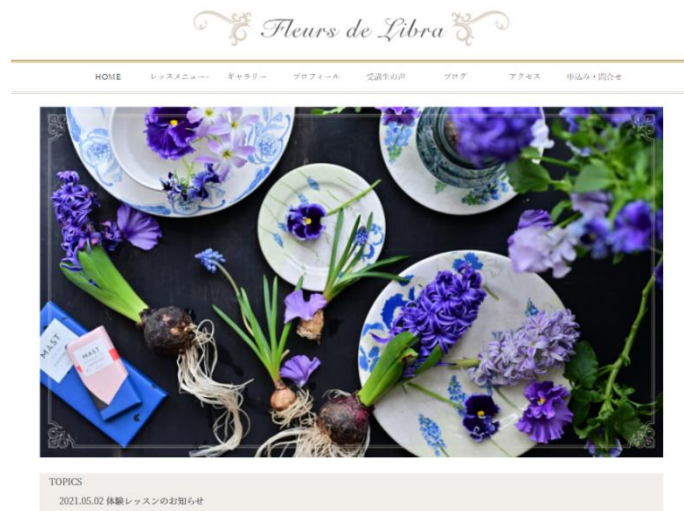 Fleurs de Libra
HOME レッスメニュー ギャラリー プロフィール 受講生の声 ブログ アクセス 申込み・問合せ
MAST
MAST
TOPICS
2021.05.02 体験レッスンのお知らせ